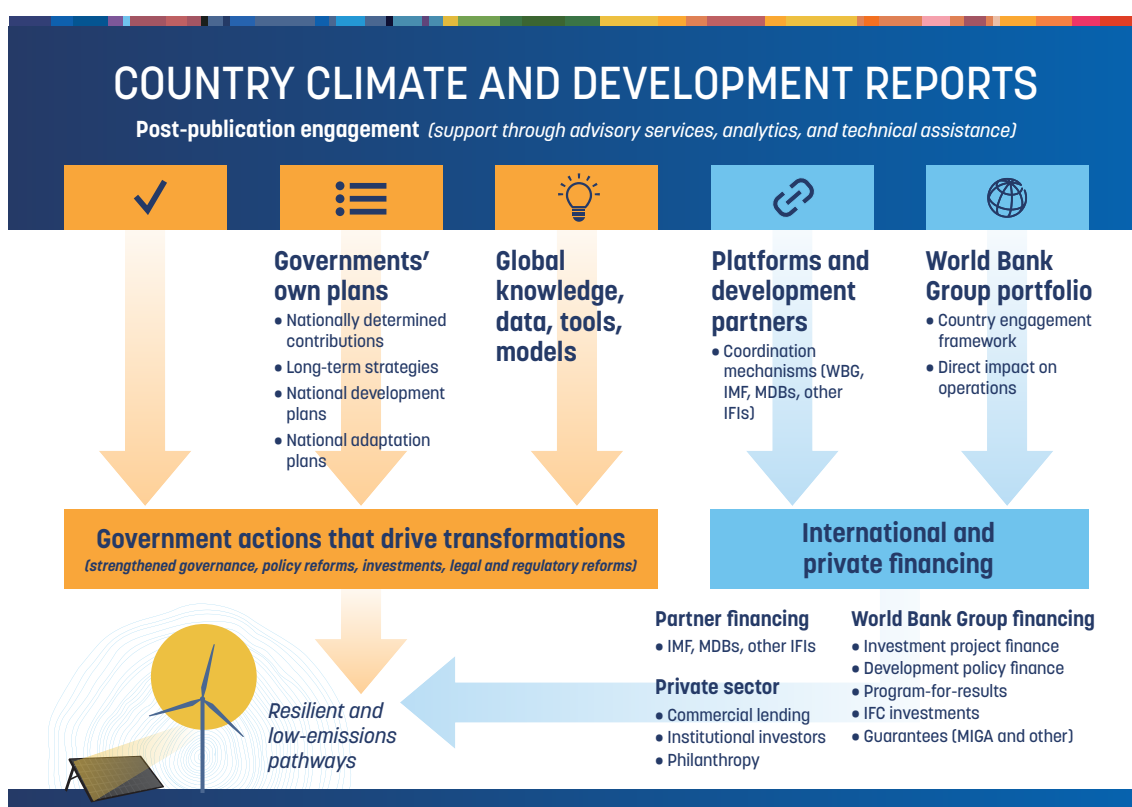 COUNTRY CLIMATE AND DEVELOPMENT REPORTS
Post-publication engagement (support through advisory services, analytics, and technical assistance)
Governments’
own plans
• Nationally determined
contributions
• Long-term strategies
• National development
plans
• National adaptation
plans
Global
knowledge,
data, tools,
models
Platforms and
development
partners
• Coordination
mechanisms (WBG,
IMF, MDBs, other
IFIs)
World Bank
Group portfolio
• Country engagement
framework
• Direct impact on
operations
Government actions that drive transformations
(strengthened governance, policy reforms, investments, legal and regulatory reforms)
International and
private financing
Resilient and
low-emissions
pathways
Partner financing
• IMF, MDBs, other IFIs
Private sector
• Commercial lending
• Institutional investors
• Philanthropy
World Bank Group financing
• Investment project finance
• Development policy finance
• Program-for-results
• IFC investments
• Guarantees (MIGA and other)